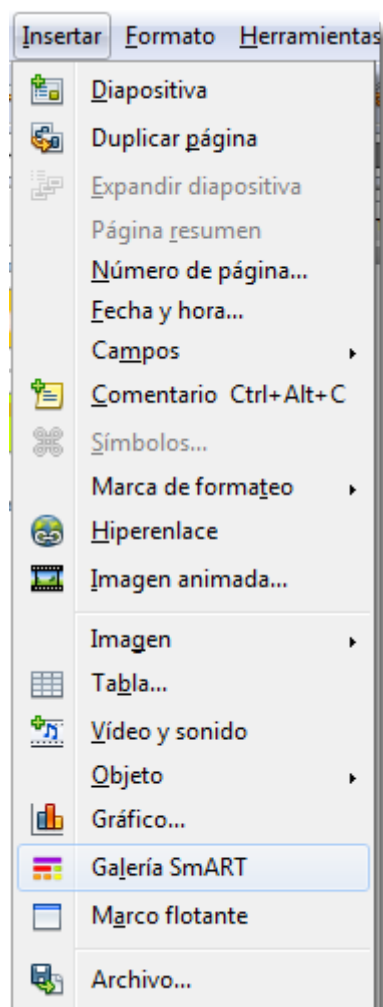 Insertar Formato Herramientas
Diapositiva
Duplicar página
Expandir diapositiva
Página resumen
Número de página...
Fecha y hora...
Campos
Comentario Ctrl+Alt+C
Símbolos...
Marca de formateo
Hiperenlace
Imagen animada...
Imagen
Tabla...
Vídeo y sonido
Objeto
Gráfico...
Galería SmART
Marco flotante
Archivo...